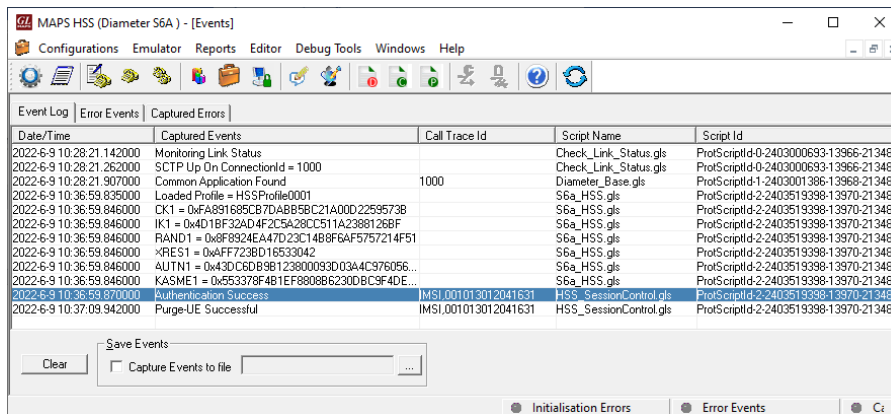 MAPS HSS (Diameter S6A ) - [Events]
Configurations Emulator Reports Editor Debug Tools Windows Help
Event Log Error Events Captured Errors
Date/Time Captured Events Call Trace Id Script Name Script Id
2022-6-9 10:28:21.142000 Monitoring Link Status Check_Link_Status.gls ProtScriptId-0-2403000693-13966-21348
2022-6-9 10:28:21.262000 SCTP Up On ConnectionId = 1000 Check_Link_Status.gls ProtScriptId-0-2403000693-13966-21348
2022-6-9 10:28:21.907000 Common Application Found 1000 Diameter_Base.gls ProtScriptId-1-2403001386-13968-21348
2022-6-9 10:36:59.835000 Loaded Profile = HSSProfile0001 S6a_HSS.gls ProtScriptId-2-2403519398-13970-21348
2022-6-9 10:36:59.846000 CK1 = 0xFA891685CB7DABB5BC21A00D2259573B S6a_HSS.gls ProtScriptId-2-2403519398-13970-21348
2022-6-9 10:36:59.846000 IK1 = 0x4D1BF32AD4F2C5A28CC511A2388126BF S6a_HSS.gls ProtScriptId-2-2403519398-13970-21348
2022-6-9 10:36:59.846000 RAND1 = 0x8F8924EA47D23C14B8F6AF5757214F51 S6a_HSS.gls ProtScriptId-2-2403519398-13970-21348
2022-6-9 10:36:59.846000 XRES1 = 0xAFF723BD16533042 S6a_HSS.gls ProtScriptId-2-2403519398-13970-21348
2022-6-9 10:36:59.846000 AUTN1 = 0x43DC6DB9B123800093D03A4C976056... S6a_HSS.gls ProtScriptId-2-2403519398-13970-21348
2022-6-9 10:36:59.846000 KASME1 = 0x553378F4B1EF8808B6230DBC9F4DE... S6a_HSS.gls ProtScriptId-2-2403519398-13970-21348
2022-6-9 10:36:59.870000 Authentication Success IMSI,001013012041631 HSS_SessionControl.gls ProtScriptId-2-2403519398-13970-21348
2022-6-9 10:37:09.942000 Purge-UE Successful IMSI,001013012041631 HSS_SessionControl.gls ProtScriptId-2-2403519398-13970-21348
Save Events
Clear Capture Events to file ...
Initialisation Errors Error Events Ca